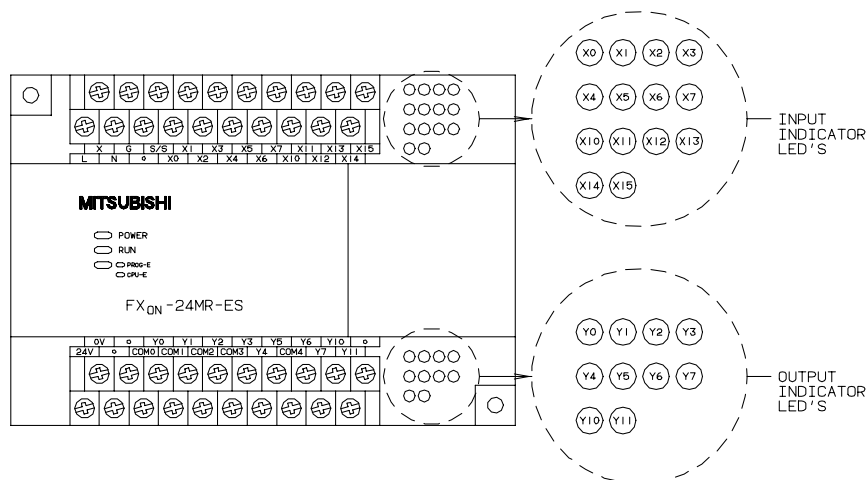 X0 X1 X2 X3
X4 X5 X6 X7
X10 X11 X12 X13
X14 X15
INPUT
INDICATOR
LED'S
X G S/S X1 X3 X5 X7 X11 X13 X15
L N X0 X2 X4 X6 X10 X12 X14
MITSUBISHI
POWER
RUN
PROG-E
CPU-E
FX0N-24MR-ES
0V Y0 Y1 Y2 Y3 Y5 Y6 Y10
24V COM0 COM1 COM2 COM3 Y4 COM4 Y7 Y11
Y0 Y1 Y2 Y3
Y4 Y5 Y6 Y7
Y10 Y11
OUTPUT
INDICATOR
LED'S